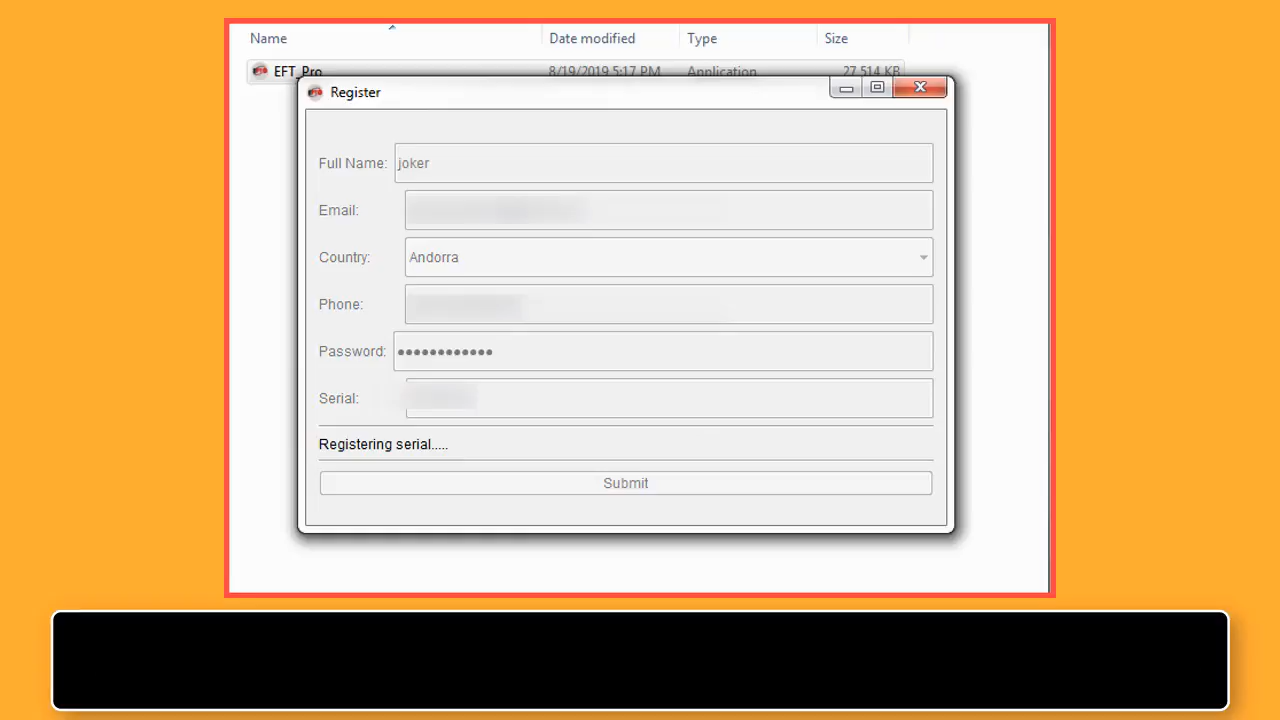 Name Date modified Type Size
EFT_Pro 8/19/2019 5:17 PM Application 27 514 KB
Register
Full Name: joker
Email:
Country: Andorra
Phone:
Password: ●●●●●●●●●●●●
Serial:
Registering serial.....
Submit